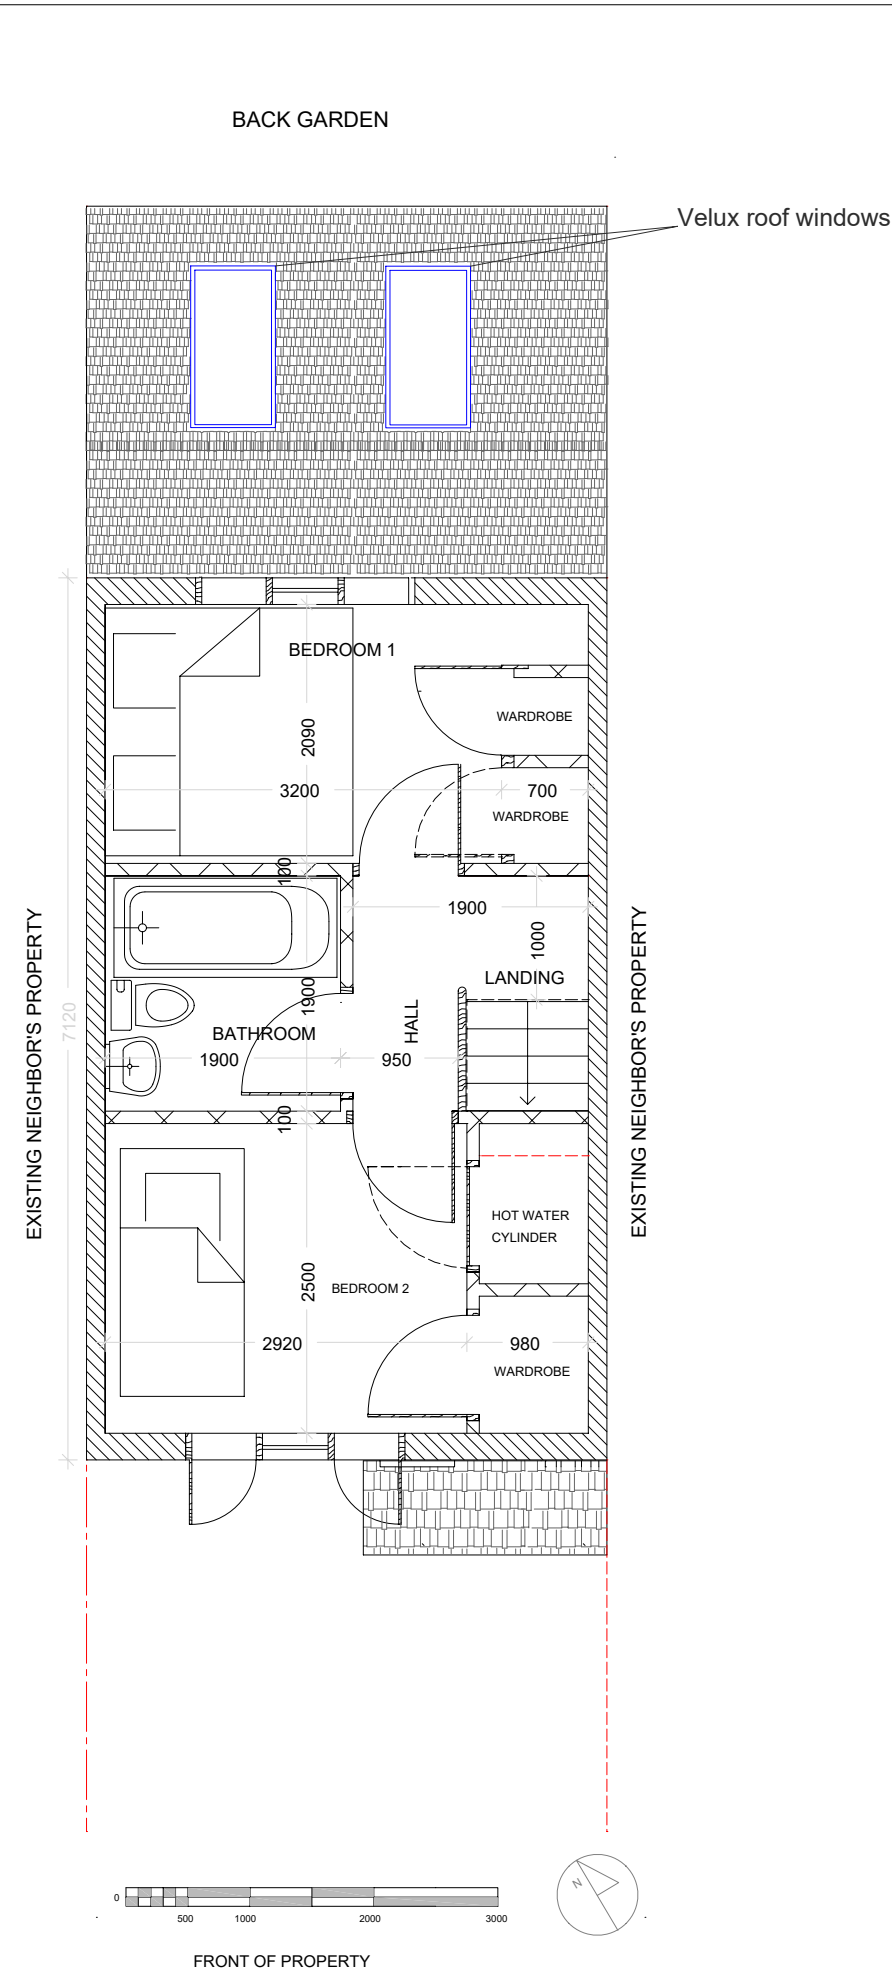 BACK GARDEN
Velux roof windows
BEDROOM 1
WARDROBE
2090
3200
700
WARDROBE
100
1900
1000
LANDING
1900
HALL
BATHROOM
1900
950
EXISTING NEIGHBOR'S PROPERTY
7120
EXISTING NEIGHBOR'S PROPERTY
100
HOT WATER
CYLINDER
2500
BEDROOM 2
2920
980
WARDROBE
N
0
500
1000
2000
3000
FRONT OF PROPERTY